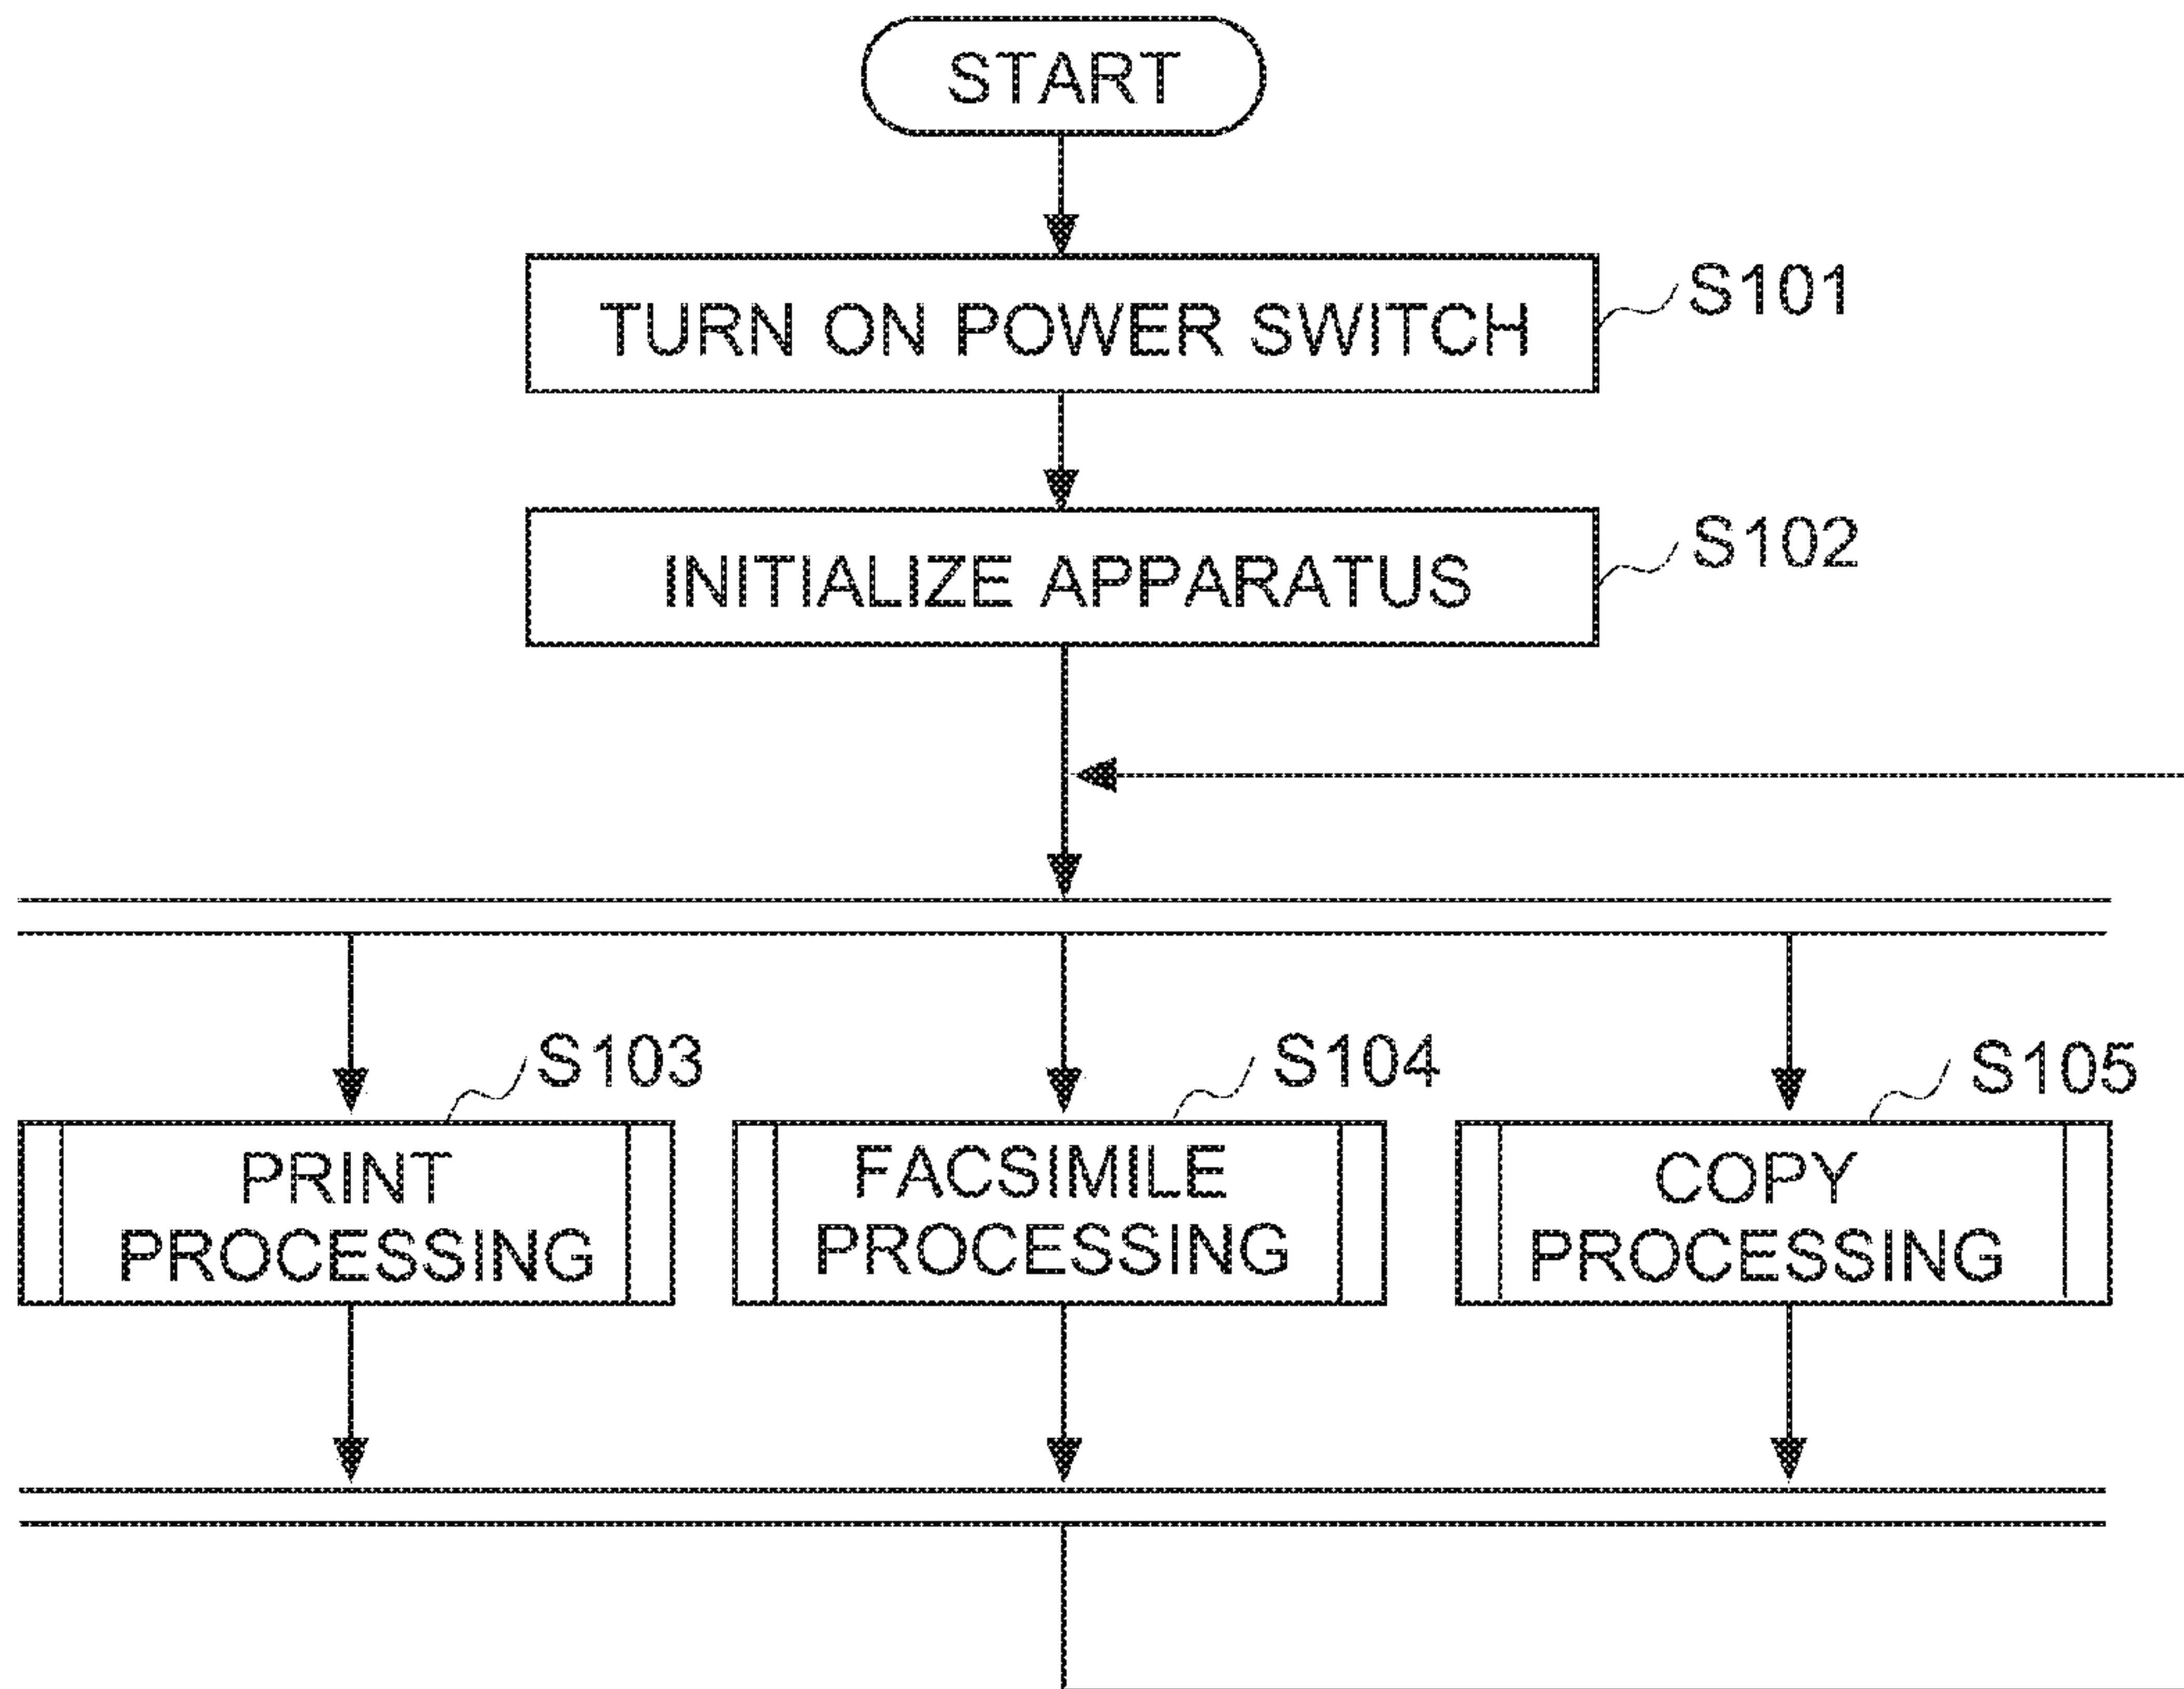 START
TURN ON POWER SWITCH
S101
INITIALIZE APPARATUS
S102
S103
S104
S105
PRINT
PROCESSING
FACSIMILE
PROCESSING
COPY
PROCESSING